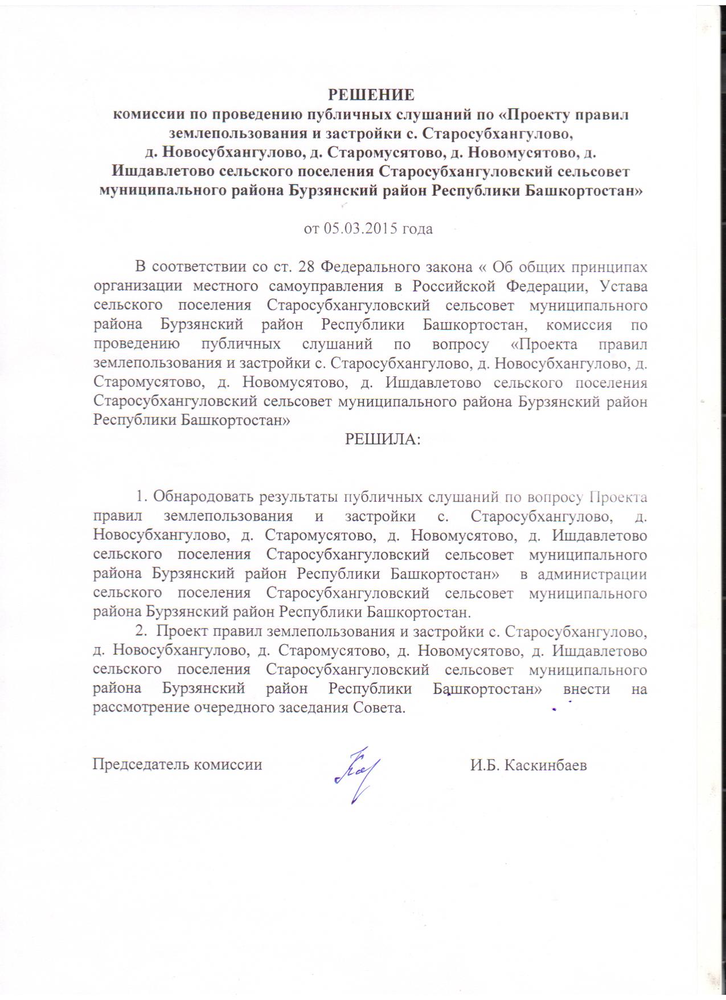 РЕШЕНИЕ
комиссии по проведению публичных слушаний по «Проекту правил
землепользования и застройки с. Старосубхангулово,
д. Новосубхангулово, д. Старомусятово, д. Новомусятово, д.
Ишдавлетово сельского поселения Старосубхангуловский сельсовет
муниципального района Бурзянский район Республики Башкортостан»
от 05.03.2015 года
В соответствии со ст. 28 Федерального закона « Об общих принципах
организации местного самоуправления в Российской Федерации, Устава
сельского поселения Старосубхангуловский сельсовет муниципального
района Бурзянский район Республики Башкортостан, комиссия по
проведению публичных слушаний по вопросу «Проекта правил
землепользования и застройки с. Старосубхангулово, д. Новосубхангулово, д.
Старомусятово, д. Новомусятово, д. Ишдавлетово сельского поселения
Старосубхангуловский сельсовет муниципального района Бурзянский район
Республики Башкортостан»
РЕШИЛА:
1. Обнародовать результаты публичных слушаний по вопросу Проекта
правил землепользования и застройки с. Старосубхангулово, д.
Новосубхангулово, д. Старомусятово, д. Новомусятово, д. Ишдавлетово
сельского поселения Старосубхангуловский сельсовет муниципального
района Бурзянский район Республики Башкортостан» в администрации
сельского поселения Старосубхангуловский сельсовет муниципального
района Бурзянский район Республики Башкортостан.
2. Проект правил землепользования и застройки с. Старосубхангулово,
д. Новосубхангулово, д. Старомусятово, д. Новомусятово, д. Ишдавлетово
сельского поселения Старосубхангуловский сельсовет муниципального
района Бурзянский район Республики Башкортостан» внести на
рассмотрение очередного заседания Совета.
Председатель комиссии И.Б. Каскинбаев